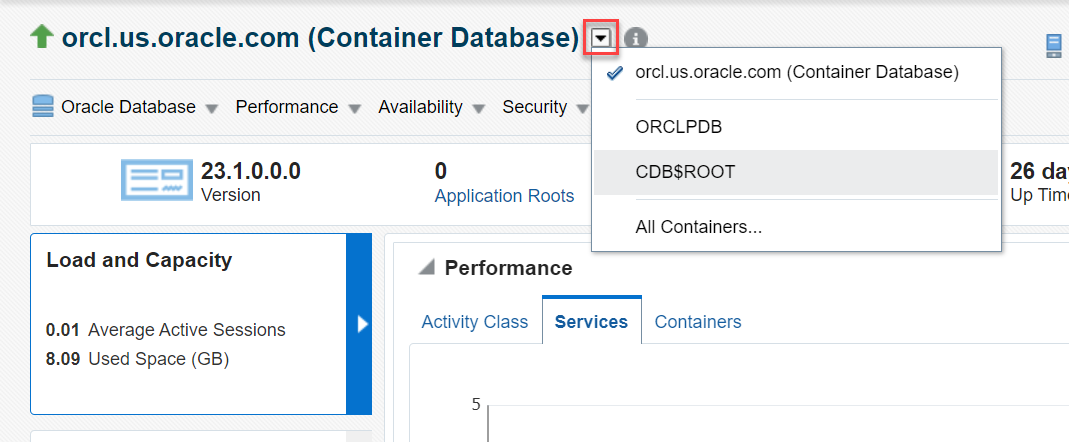 orcl.us.oracle.com (Container Database)
orcl.us.oracle.com (Container Database)
ORCLPDB
CDB$ROOT
All Containers...
Oracle Database Performance Availability Security
23.1.0.0.0
Version
0
Application Roots
26
Up
Load and Capacity
0.01 Average Active Sessions
8.09 Used Space (GB)
Performance
Activity Class Services Containers
5